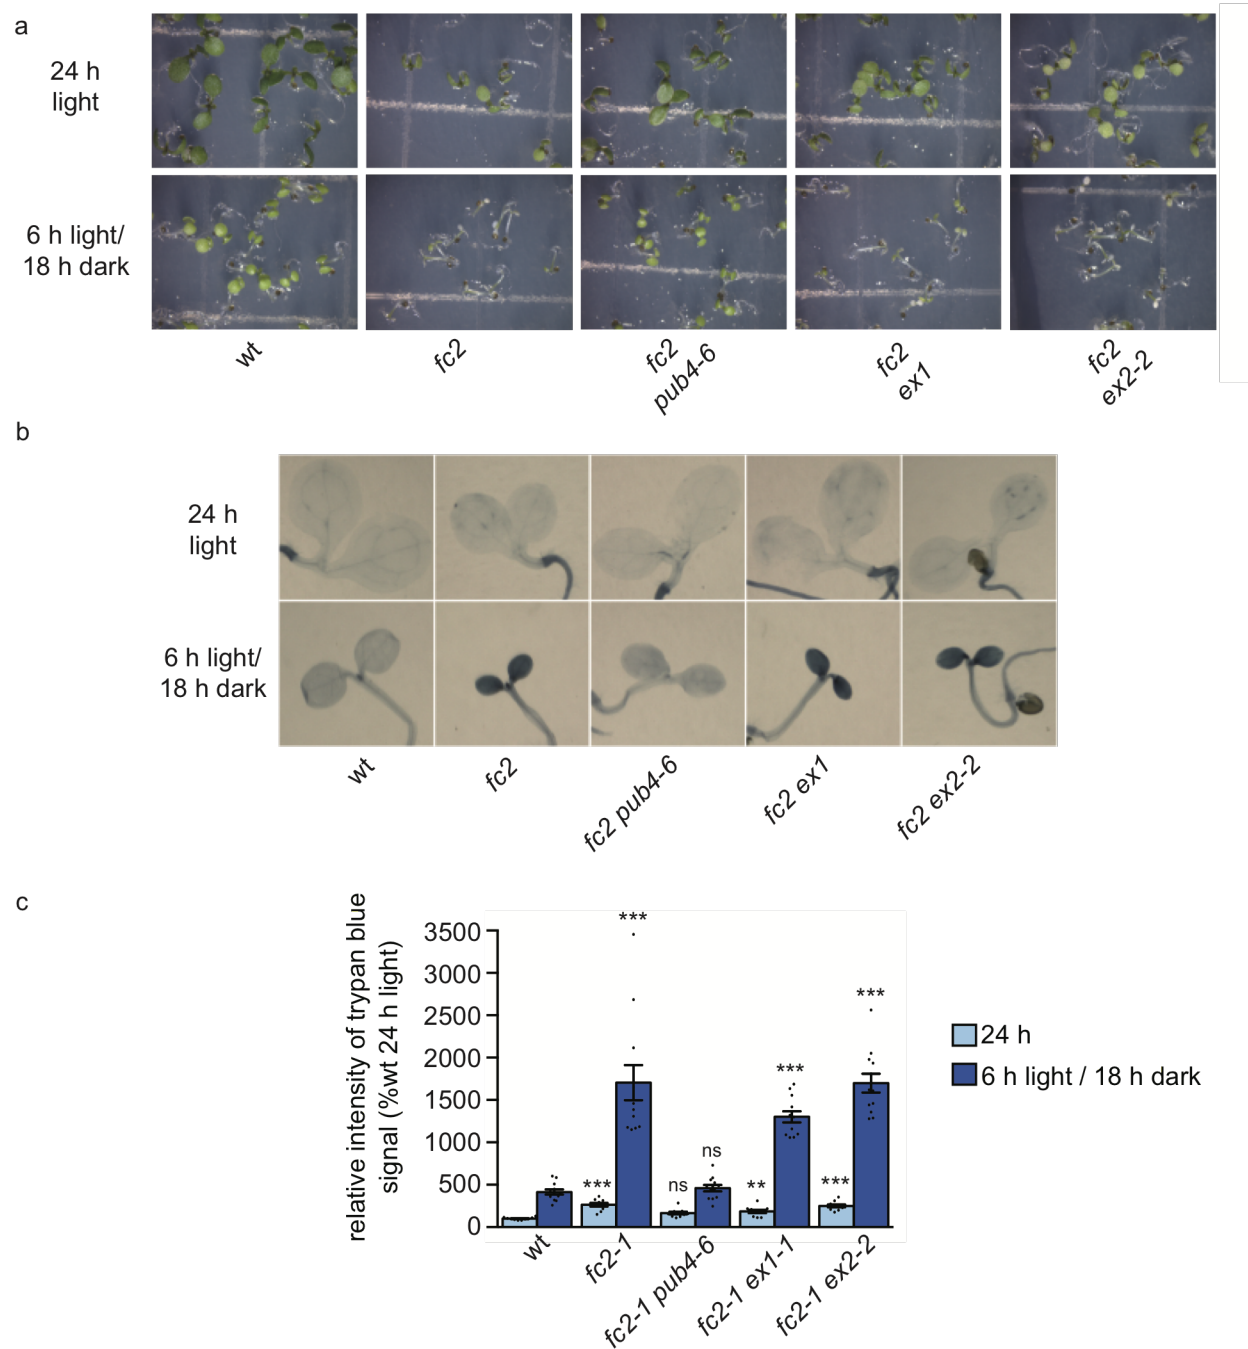 a
24 h
light
6 h light/
18 h dark
wt
fc2
fc2
pub4-6
fc2
ex1
fc2
ex2-2
b
24 h
light
6 h light/
18 h dark
wt
fc2
fc2 pub4-6
fc2 ex1
fc2 ex2-2
c
relative intensity of trypan blue
signal (%wt 24 h light)
3500
3000
2500
2000
1500
1000
500
0
***
***
ns
ns
**
***
***
***
wt
fc2-1
fc2-1 pub4-6
fc2-1 ex1-1
fc2-1 ex2-2
24 h
6 h light / 18 h dark